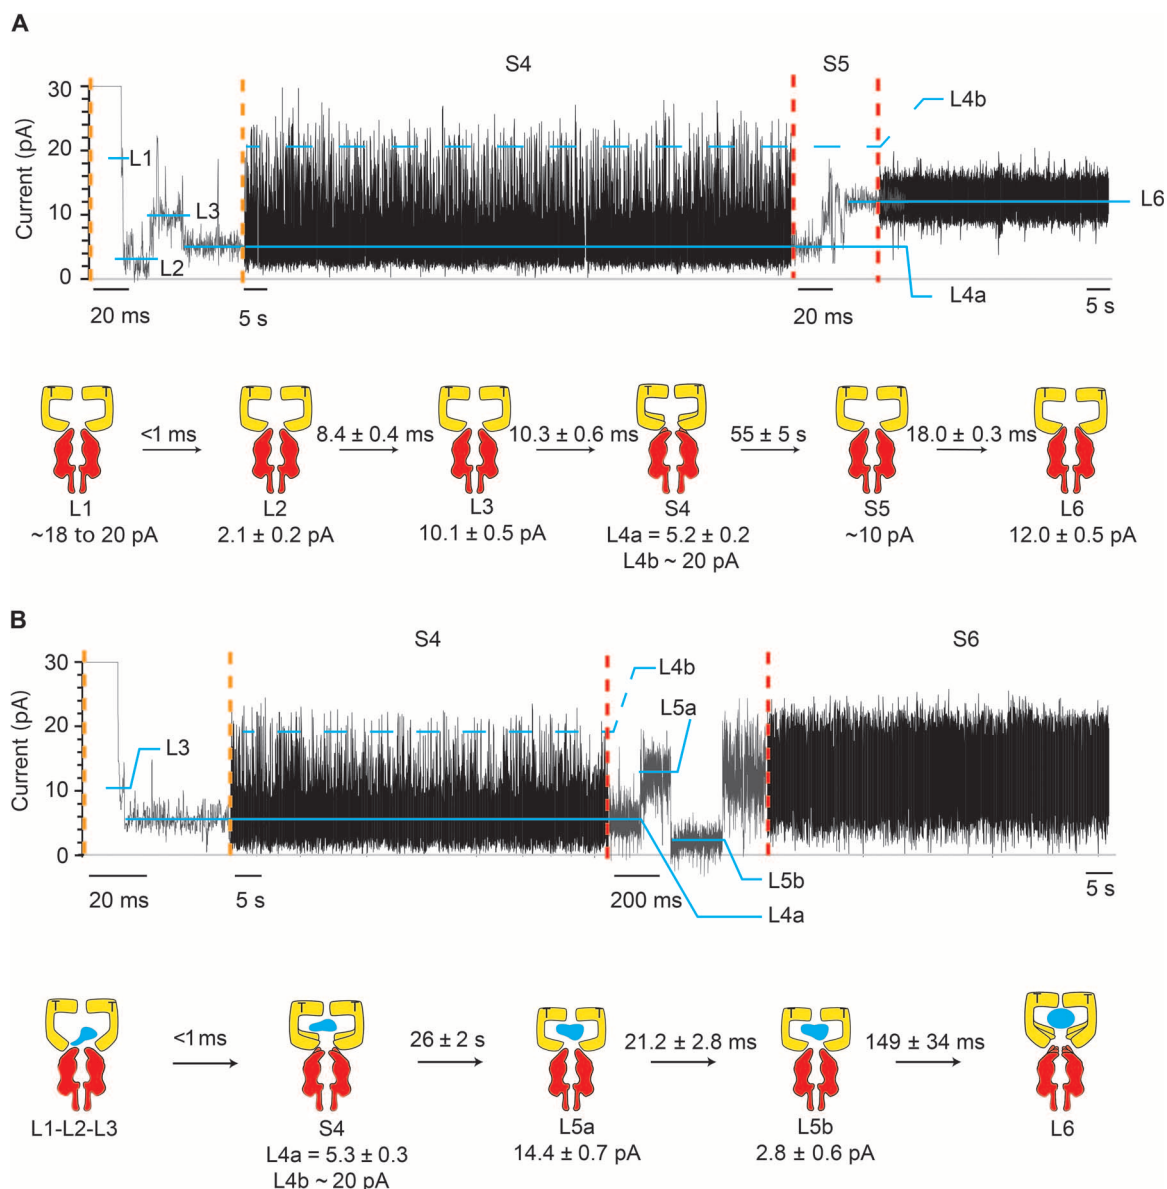 A
S4
S5
L4b
30
20
10
0
Current (pA)
L1
L2
L3
L6
L4a
20 ms
5 s
20 ms
5 s
T T
T T
T T
T T
T T
T T
<1 ms
8.4 ± 0.4 ms
10.3 ± 0.6 ms
55 ± 5 s
18.0 ± 0.3 ms
L1
~18 to 20 pA
L2
2.1 ± 0.2 pA
L3
10.1 ± 0.5 pA
S4
L4a = 5.2 ± 0.2
L4b ~ 20 pA
S5
~10 pA
L6
12.0 ± 0.5 pA
B
S4
S6
30
20
10
0
Current (pA)
L3
L4b
L5a
L5b
L4a
20 ms
5 s
200 ms
5 s
T T
T T
T T
T T
T T
<1 ms
26 ± 2 s
21.2 ± 2.8 ms
149 ± 34 ms
L1-L2-L3
S4
L4a = 5.3 ± 0.3
L4b ~ 20 pA
L5a
14.4 ± 0.7 pA
L5b
2.8 ± 0.6 pA
L6